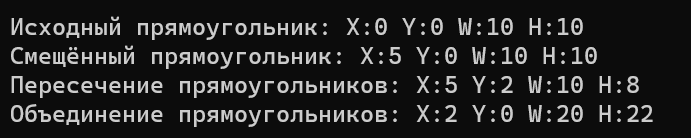 Исходный прямоугольник: X:0 Y:0 W:10 H:10
Смещённый прямоугольник: X:5 Y:0 W:10 H:10
Пересечение прямоугольников: X:5 Y:2 W:10 H:8
Объединение прямоугольников: X:2 Y:0 W:20 H:22